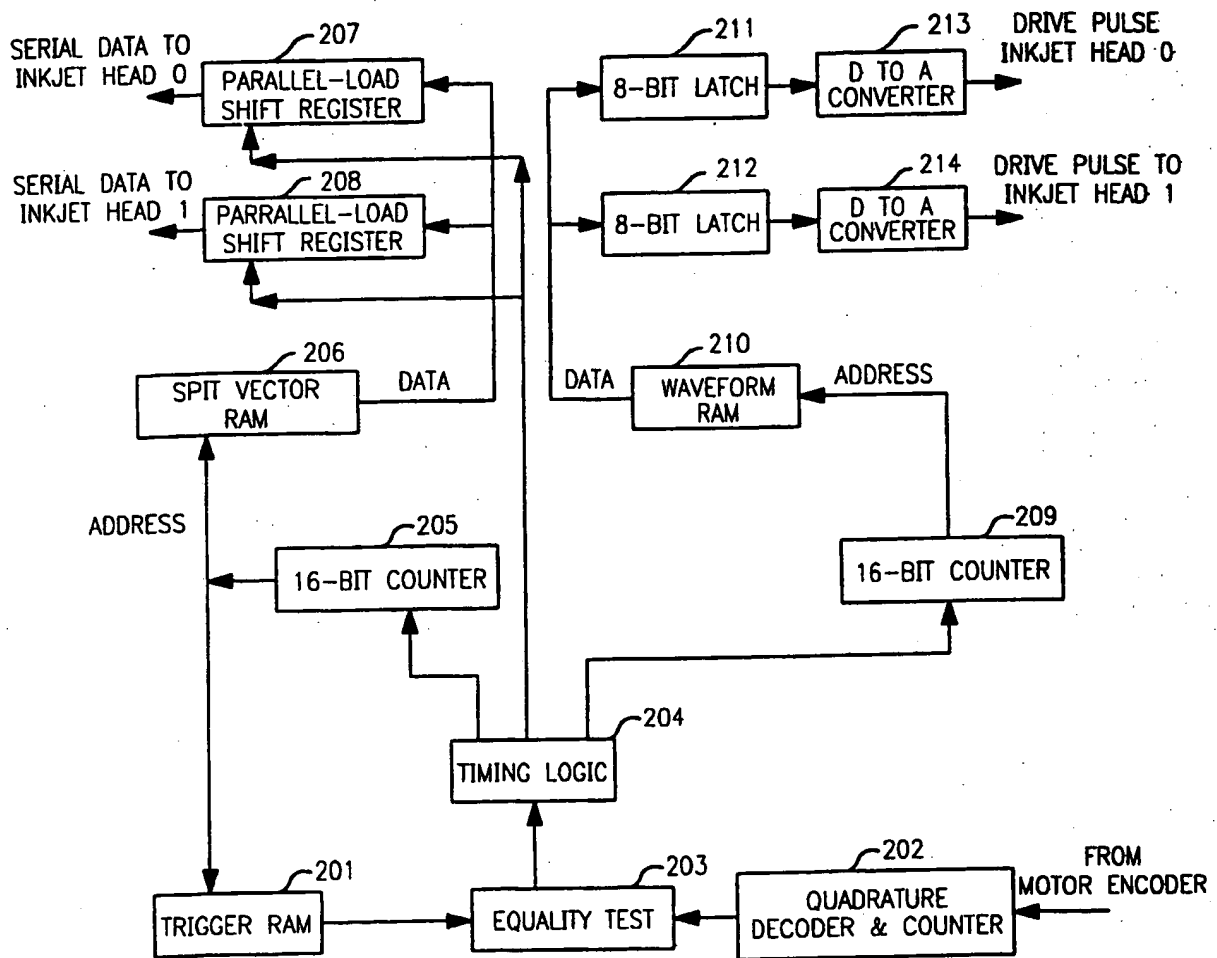 SERIAL DATA TO
INKJET HEAD 0
207
PARALLEL-LOAD
SHIFT REGISTER
211
8-BIT LATCH
213
D TO A
CONVERTER
DRIVE PULSE
INKJET HEAD 0
SERIAL DATA TO
INKJET HEAD 1
208
PARRALLEL-LOAD
SHIFT REGISTER
212
8-BIT LATCH
214
D TO A
CONVERTER
DRIVE PULSE TO
INKJET HEAD 1
206
SPIT VECTOR
RAM
DATA
DATA
210
WAVEFORM
RAM
ADDRESS
ADDRESS
205
16-BIT COUNTER
209
16-BIT COUNTER
204
TIMING LOGIC
201
TRIGGER RAM
203
EQUALITY TEST
202
QUADRATURE
DECODER & COUNTER
FROM
MOTOR ENCODER